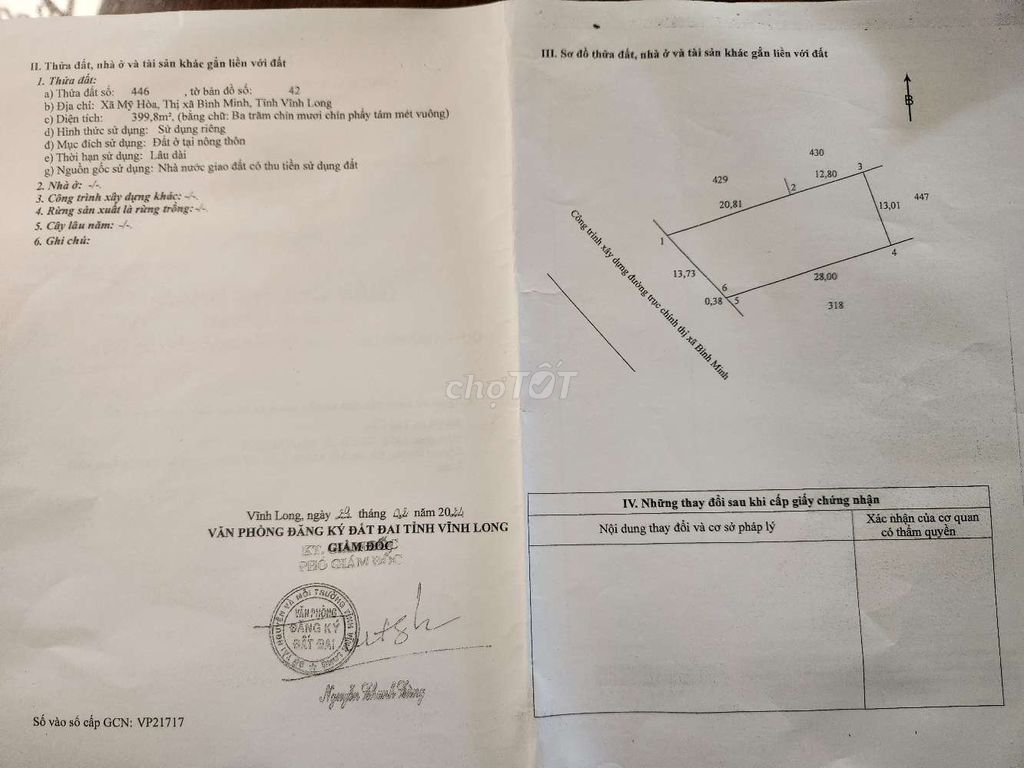 II. Thửa đất, nhà ở và tài sản khác gắn liền với đất
1. Thửa đất:
a) Thửa đất số: 446 , tờ bản đồ số: 42
b) Địa chỉ: Xã Mỹ Hòa, Thị xã Bình Minh, Tỉnh Vĩnh Long
c) Diện tích: 399,8m², (bằng chữ: Ba trăm chín mươi chín phẩy tám mét vuông)
d) Hình thức sử dụng: Sử dụng riêng
đ) Mục đích sử dụng: Đất ở tại nông thôn
e) Thời hạn sử dụng: Lâu dài
g) Nguồn gốc sử dụng: Nhà nước giao đất có thu tiền sử dụng đất
2. Nhà ở: -/-.
3. Công trình xây dựng khác: -/-.
4. Rừng sản xuất là rừng trồng: -/-.
5. Cây lâu năm: -/-.
6. Ghi chú:
Vĩnh Long, ngày 29 tháng 02 năm 2024
VĂN PHÒNG ĐĂNG KÝ ĐẤT ĐAI TỈNH VĨNH LONG
KT. GIÁM ĐỐC
PHÓ GIÁM ĐỐC
VĂN PHÒNG
ĐĂNG KÝ
ĐẤT ĐAI
Số vào sổ cấp GCN: VP21717
III. Sơ đồ thửa đất, nhà ở và tài sản khác gắn liền với đất
B
430
3
12,80
429
2
20,81
13,01
447
1
4
13,73
28,00
6
0,38
5
318
Công trình xây dựng đường trục chính thị xã Bình Minh
chợTỐT
IV. Những thay đổi sau khi cấp giấy chứng nhận
Nội dung thay đổi và cơ sở pháp lý
Xác nhận của cơ quan
có thẩm quyền